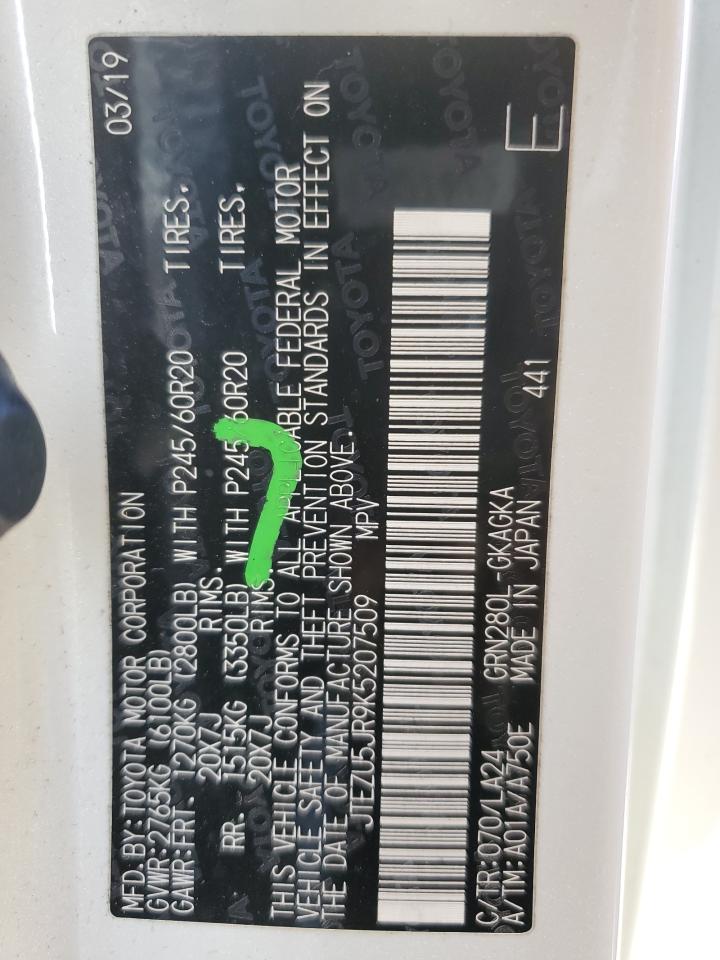 MFD. BY: TOYOTA MOTOR CORPORATION 03/19
GVWR: 2765KG (6100LB)
GAWR: FRT. 1270KG (2800LB) WITH P245/60R20 TIRES,
20X7J RIMS.
RR. 1515KG (3350LB) WITH P245/60R20 TIRES,
20X7J RIMS.
THIS VEHICLE CONFORMS TO ALL APPLICABLE FEDERAL MOTOR
VEHICLE SAFETY AND THEFT PREVENTION STANDARDS IN EFFECT ON
THE DATE OF MANUFACTURE SHOWN ABOVE.
JTEZU5JR9K5207509 MPV
C/TR: 070/LA24 GRN280L-GKAGKA
A/TM: A01A/A750E MADE IN JAPAN 441
E